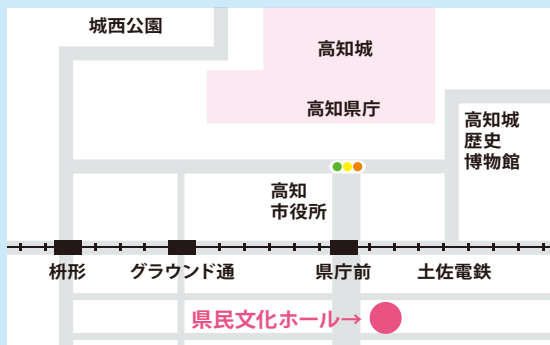 城西公園
高知城
高知県庁
高知城
歴史
博物館
高知
市役所
枡形
グラウンド通
県庁前
土佐電鉄
県民文化ホール→